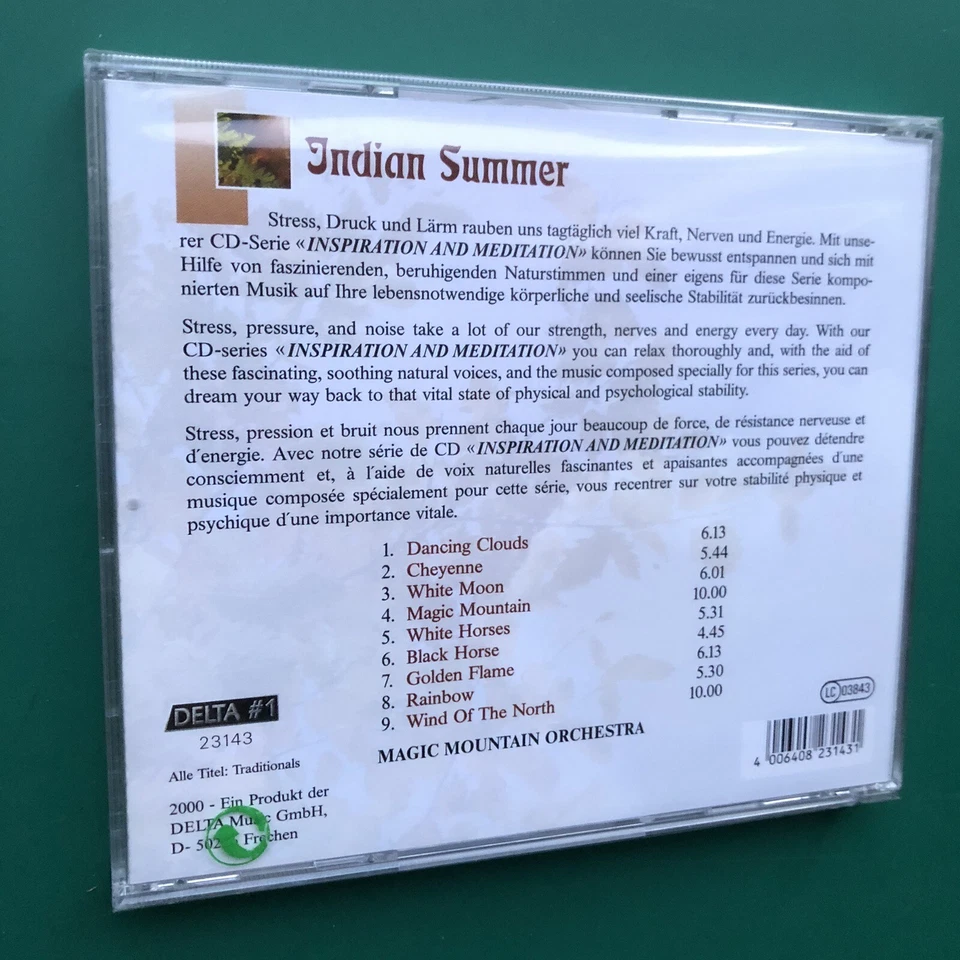 Indian Summer
Stress, Druck und Lärm rauben uns tagtäglich viel Kraft, Nerven und Energie. Mit unse-
rer CD-Serie «INSPIRATION AND MEDITATION» können Sie bewusst entspannen und sich mit
Hilfe von faszinierenden, beruhigenden Naturstimmen und einer eigens für diese Serie kompo-
nierten Musik auf Ihre lebensnotwendige körperliche und seelische Stabilität zurückbesinnen.
Stress, pressure, and noise take a lot of our strength, nerves and energy every day. With our
CD-series «INSPIRATION AND MEDITATION» you can relax thoroughly and, with the aid of
these fascinating, soothing natural voices, and the music composed specially for this series, you can
dream your way back to that vital state of physical and psychological stability.
Stress, pression et bruit nous prennent chaque jour beaucoup de force, de résistance nerveuse et
d´energie. Avec notre série de CD «INSPIRATION AND MEDITATION» vous pouvez détendre
consciemment et, à l´aide de voix naturelles fascinantes et apaisantes accompagnées d´une
musique composée spécialement pour cette série, vous recentrer sur votre stabilité physique et
psychique d´une importance vitale.
1. Dancing Clouds 6.13
2. Cheyenne 5.44
3. White Moon 6.01
4. Magic Mountain 10.00
5. White Horses 5.31
6. Black Horse 4.45
7. Golden Flame 6.13
8. Rainbow 5.30
9. Wind Of The North 10.00
MAGIC MOUNTAIN ORCHESTRA
DELTA #1
23143
Alle Titel: Traditionals
2000 - Ein Produkt der
DELTA Music GmbH,
D- Frechen
LC 03843
4 006408 231431